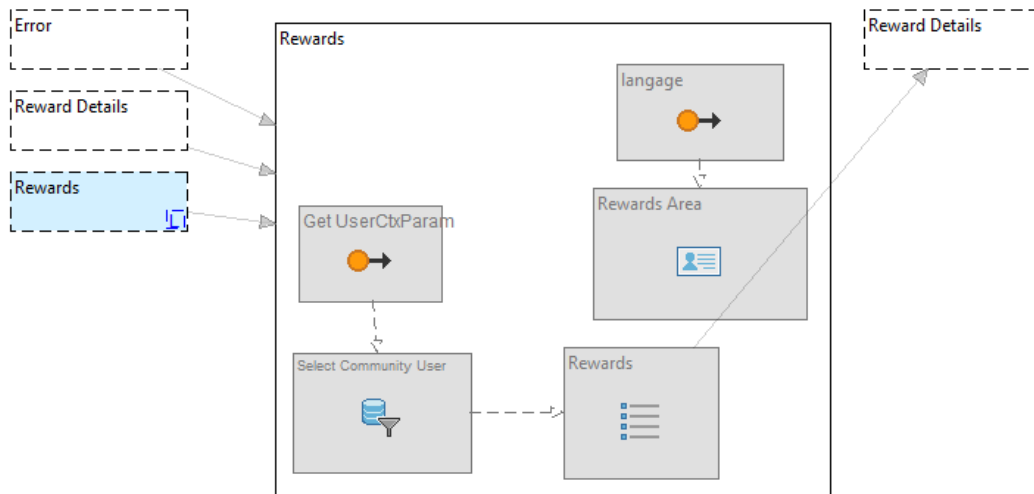 Error
Reward Details
Rewards
Rewards
langage
Rewards Area
Get UserCtxParam
Select Community User
Rewards
Reward Details